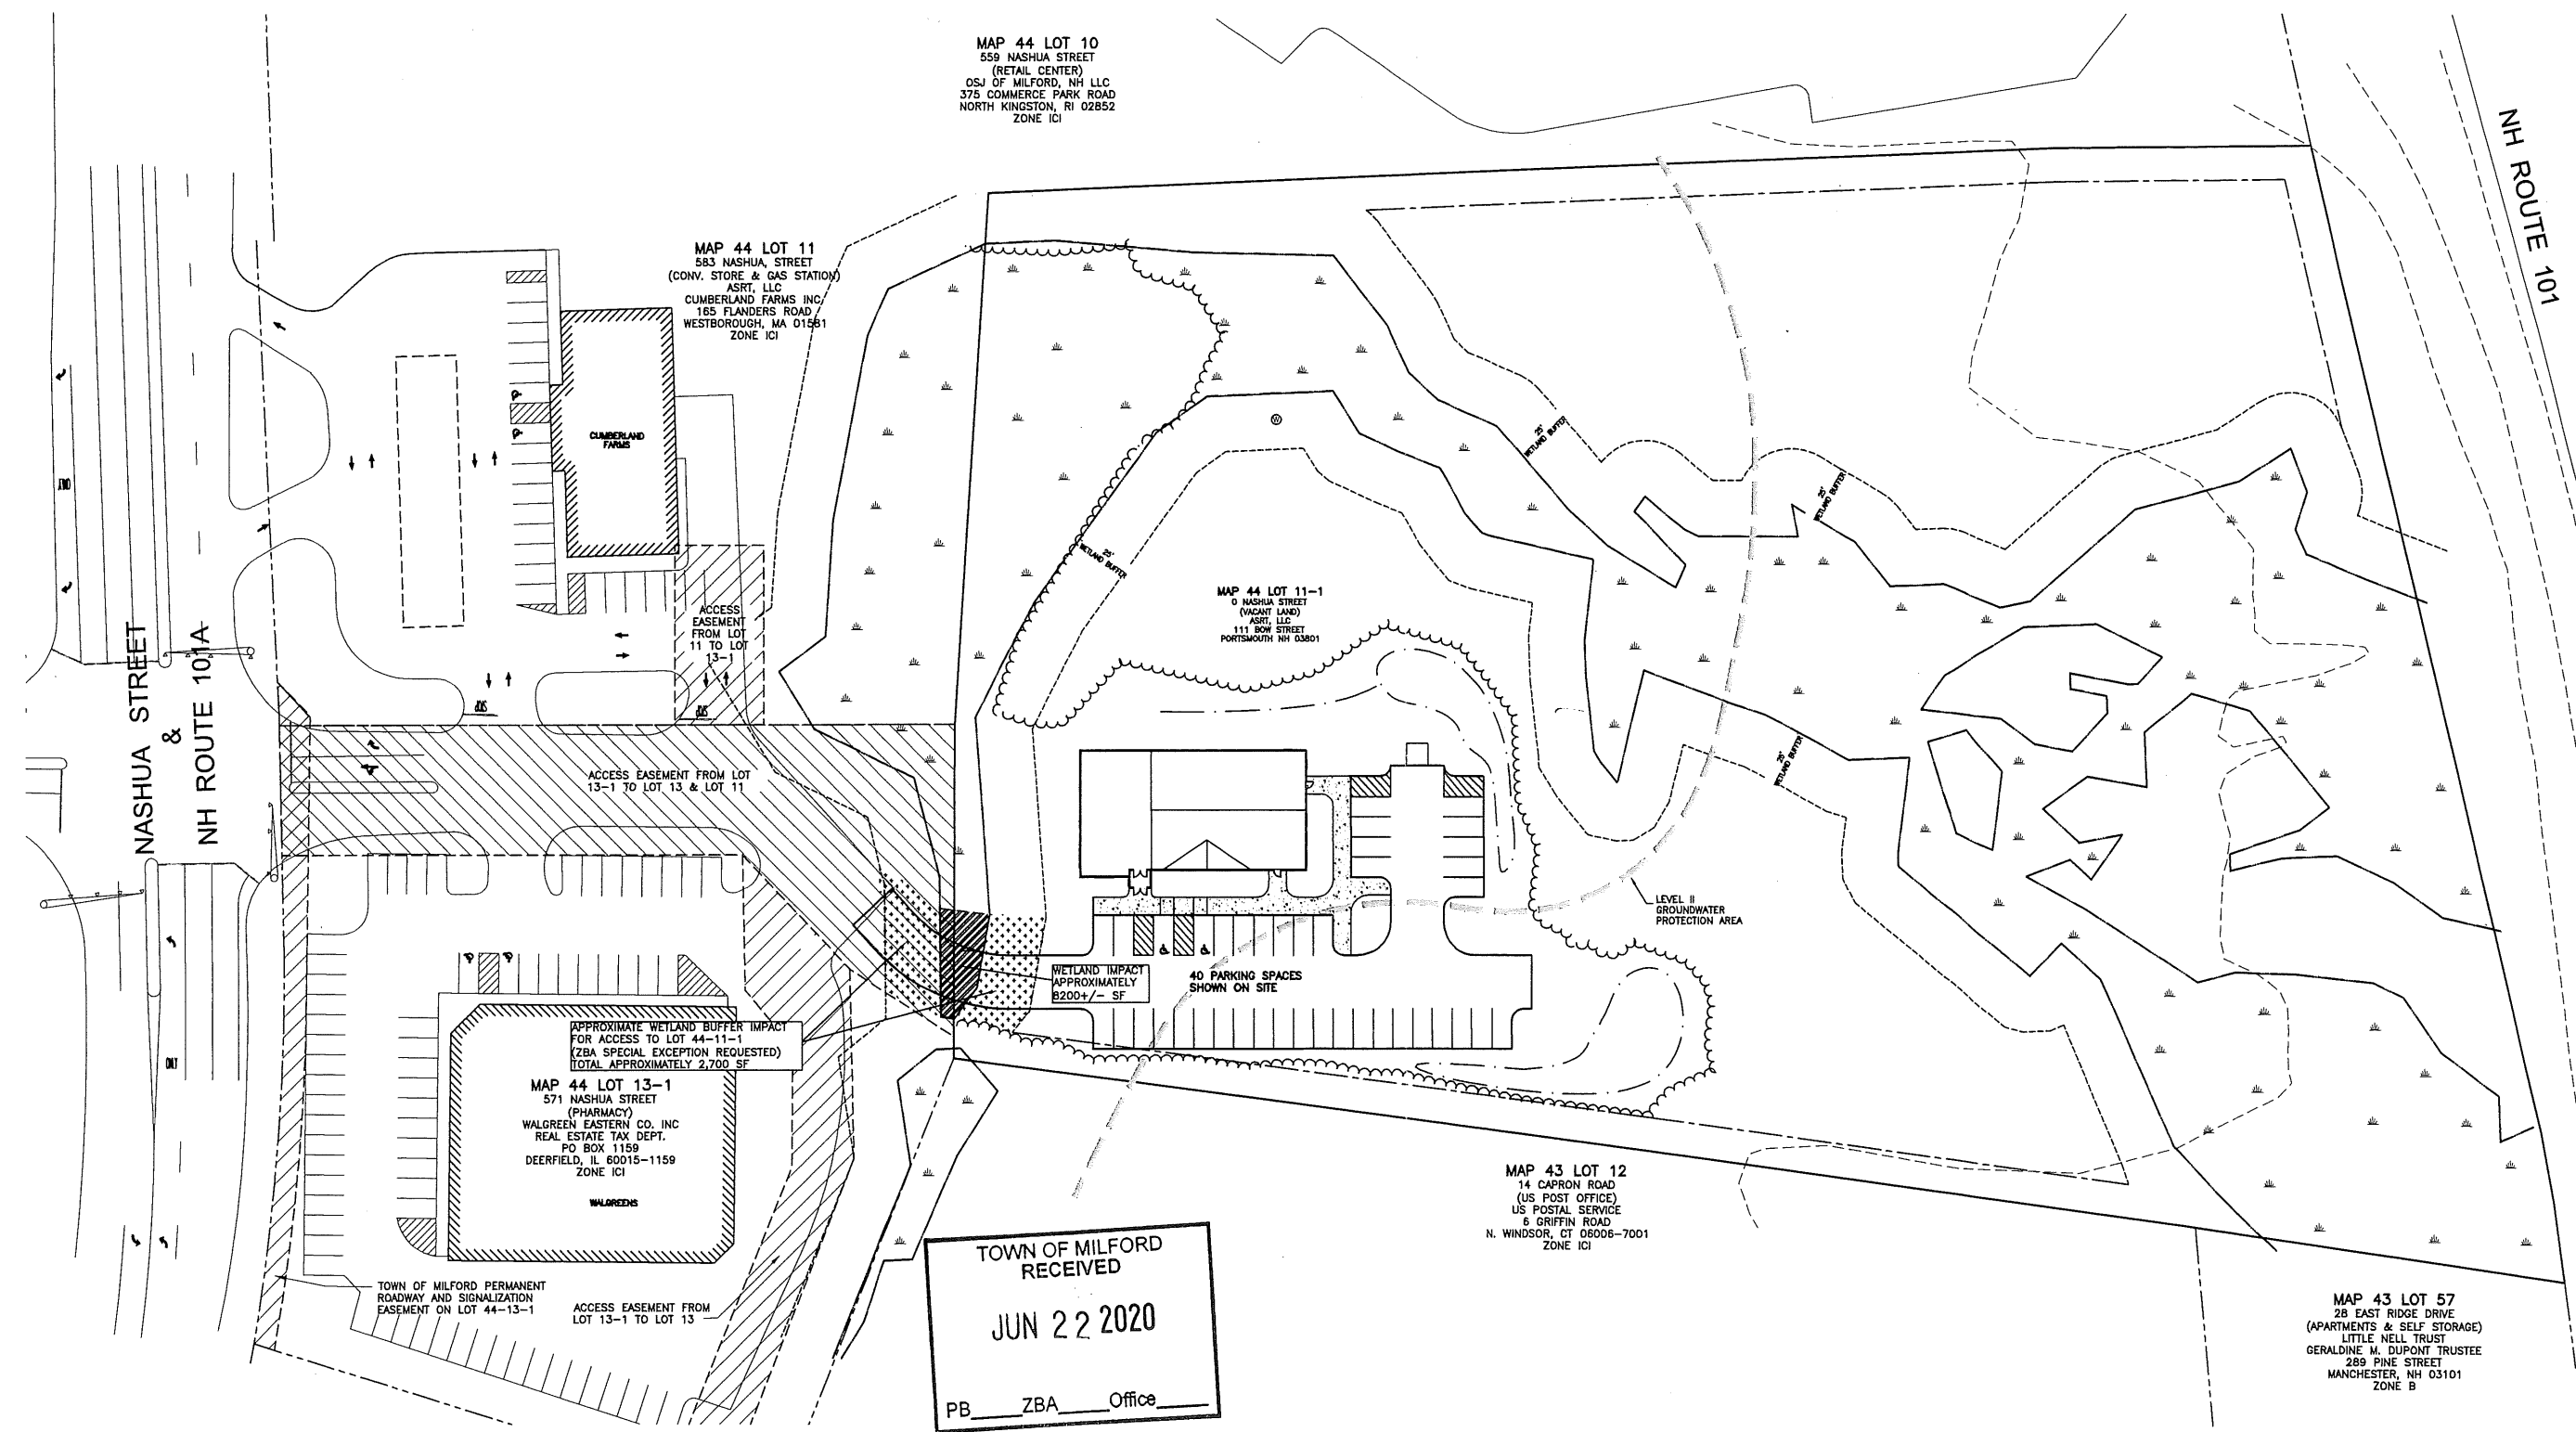 MAP 44 LOT 10
559 NASHUA STREET
(RETAIL CENTER)
OSJ OF MILFORD, NH LLC
375 COMMERCE PARK ROAD
NORTH KINGSTON, RI 02852
ZONE ICI
NH ROUTE 101
MAP 44 LOT 11
583 NASHUA, STREET
(CONV. STORE & GAS STATION)
ASRT, LLC
CUMBERLAND FARMS INC
165 FLANDERS ROAD
WESTBOROUGH, MA 01581
ZONE ICI
CUMBERLAND
FARMS
ONLY
25'
WETLAND BUFFER
25'
WETLAND BUFFER
25'
WETLAND BUFFER
MAP 44 LOT 11-1
0 NASHUA STREET
(VACANT LAND)
ASRT, LLC
111 BOW STREET
PORTSMOUTH NH 03801
ACCESS
EASEMENT
FROM LOT
11 TO LOT
13-1
STOP
STOP
NASHUA STREET
&
NH ROUTE 101A
ACCESS EASEMENT FROM LOT
13-1 TO LOT 13 & LOT 11
25'
WETLAND BUFFER
LEVEL II
GROUNDWATER
PROTECTION AREA
WETLAND IMPACT
APPROXIMATELY
8200+/- SF
40 PARKING SPACES
SHOWN ON SITE
APPROXIMATE WETLAND BUFFER IMPACT
FOR ACCESS TO LOT 44-11-1
(ZBA SPECIAL EXCEPTION REQUESTED)
TOTAL APPROXIMATELY 2,700 SF
ONLY
MAP 44 LOT 13-1
571 NASHUA STREET
(PHARMACY)
WALGREEN EASTERN CO. INC
REAL ESTATE TAX DEPT.
PO BOX 1159
DEERFIELD, IL 60015-1159
ZONE ICI
WALGREENS
MAP 43 LOT 12
14 CAPRON ROAD
(US POST OFFICE)
US POSTAL SERVICE
6 GRIFFIN ROAD
N. WINDSOR, CT 06006-7001
ZONE ICI
TOWN OF MILFORD PERMANENT
ROADWAY AND SIGNALIZATION
EASEMENT ON LOT 44-13-1
ACCESS EASEMENT FROM
LOT 13-1 TO LOT 13
TOWN OF MILFORD
RECEIVED
JUN 22 2020
PB____ZBA____Office____
MAP 43 LOT 57
28 EAST RIDGE DRIVE
(APARTMENTS & SELF STORAGE)
LITTLE NELL TRUST
GERALDINE M. DUPONT TRUSTEE
289 PINE STREET
MANCHESTER, NH 03101
ZONE B